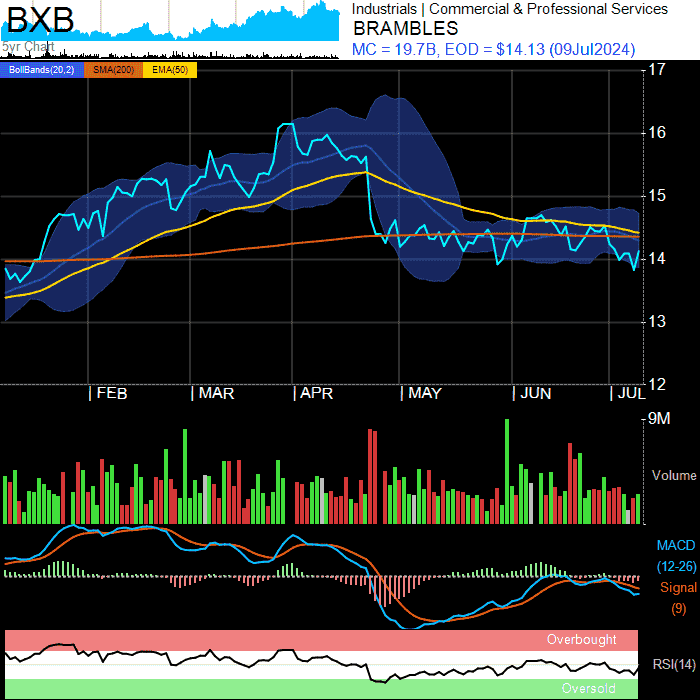 BXB
5yr Chart
Industrials | Commercial & Professional Services
BRAMBLES
MC = 19.7B, EOD = $14.13 (09Jul2024)
BollBands(20,2) SMA(200) EMA(50)
17
16
15
14
13
12
| FEB | MAR | APR | MAY | JUN | JUL
9M
Volume
MACD
(12-26)
Signal
(9)
Overbought
RSI(14)
Oversold